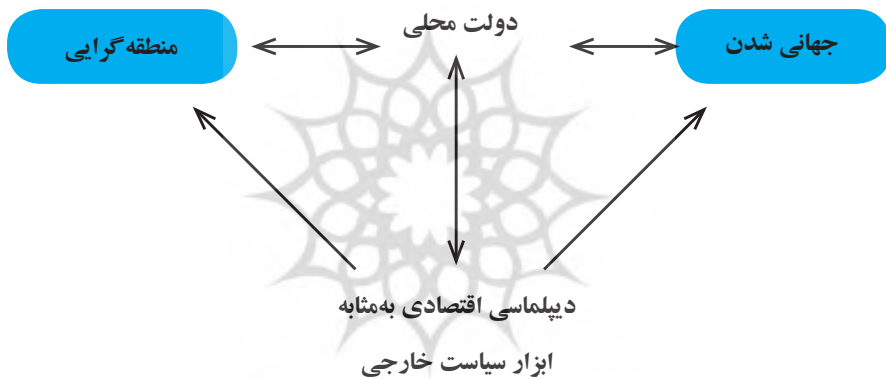 دولت محلی
جهانی شدن
منطقه‌گرایی
دیپلماسی اقتصادی به‌مثابه
ابزار سیاست خارجی